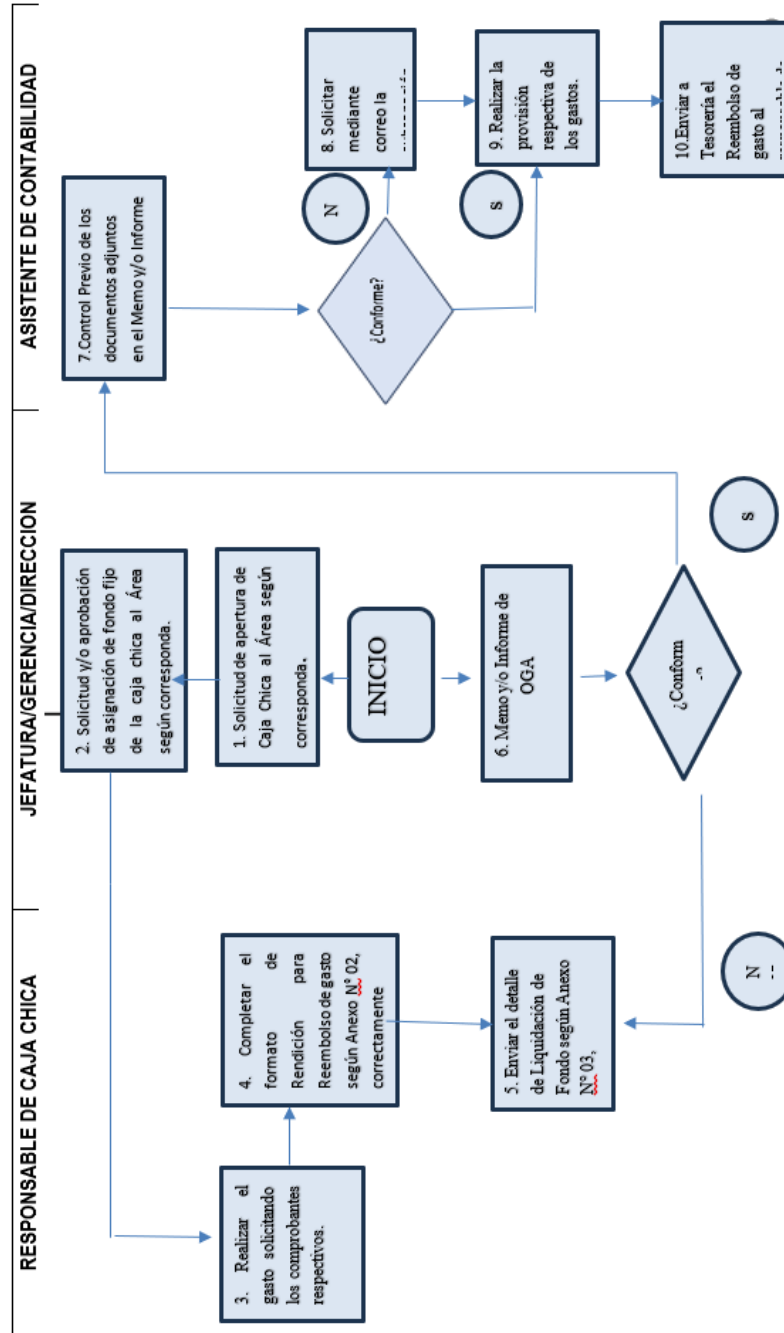 RESPONSABLE DE CAJA CHICA
JEFATURA/GERENCIA/DIRECCION
ASISTENTE DE CONTABILIDAD
INICIO
1. Solicitud de apertura de
Caja Chica al Área según
corresponda.
2. Solicitud y/o aprobación
de asignación de fondo fijo
de la caja chica al Área
según corresponda.
3. Realizar el
gasto solicitando
los comprobantes
respectivos.
4. Completar el
formato de
Rendición para
Reembolso de gasto
según Anexo N° 02,
correctamente
5. Enviar el detalle
de Liquidación de
Fondo según Anexo
N° 03,
6. Memo y/o Informe de
OGA
¿Conform
N
s
7.Control Previo de los
documentos adjuntos
en el Memo y/o Informe
¿Conforme?
N
s
8. Solicitar
mediante
correo la
9. Realizar la
provisión
respectiva de
los gastos.
10.Enviar a
Tesorería el
Reembolso de
gasto al